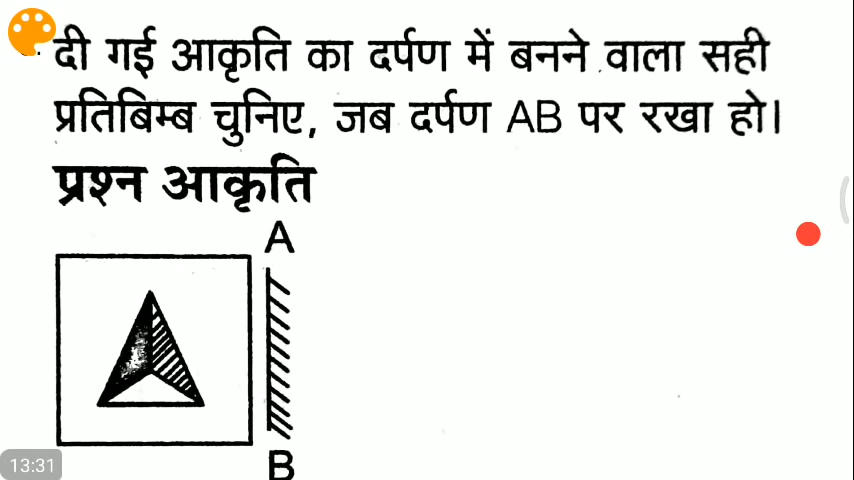 दी गई आकृति का दर्पण में बनने वाला सही
प्रतिबिम्ब चुनिए, जब दर्पण AB पर रखा हो।
प्रश्न आकृति
A
B
13:31